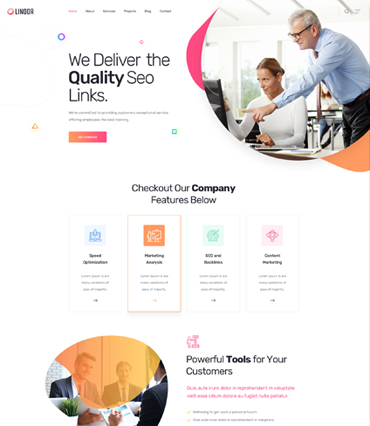 LINOOR
Home About Services Projects Blog Contact
We Deliver the
Quality Seo
Links.
We're committed to providing customers exceptional service
offering employees the best training.
Checkout Our Company
Features Below
Speed
Optimization
Marketing
Analysis
SEO and
Backlinks
Content
Marketing
Lorem ipsum is are
many variations of
pass of majority.
Lorem ipsum is are
many variations of
pass of majority.
Lorem ipsum is are
many variations of
pass of majority.
Lorem ipsum is are
many variations of
pass of majority.
Powerful Tools for Your
Customers
Duis aute irure dolor in reprehenderit in voluptate
velit esse cillum dolore eu fugiat nulla pariatur.
Refreshing to get such a personal touch.
Duis aute irure dolor in reprehenderit in voluptate.